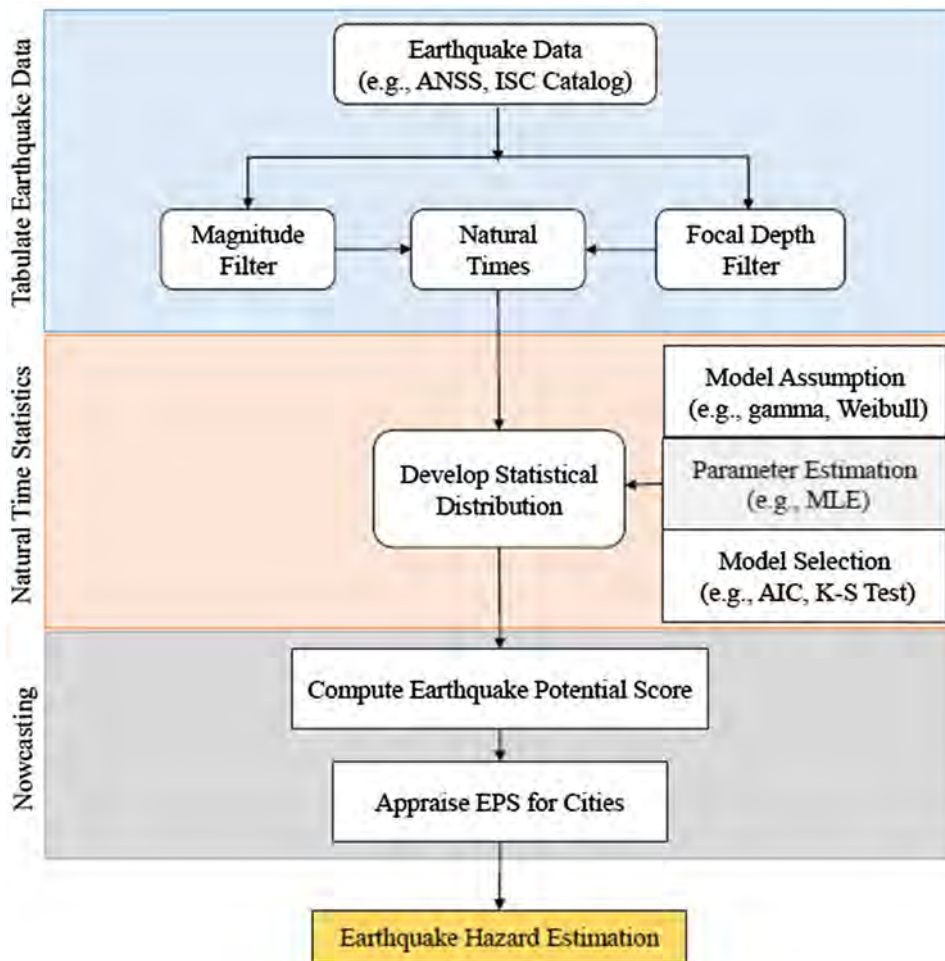 Tabulate Earthquake Data
Earthquake Data
(e.g., ANSS, ISC Catalog)
Magnitude
Filter
Natural
Times
Focal Depth
Filter
Natural Time Statistics
Model Assumption
(e.g., gamma, Weibull)
Develop Statistical
Distribution
Parameter Estimation
(e.g., MLE)
Model Selection
(e.g., AIC, K-S Test)
Nowcasting
Compute Earthquake Potential Score
Appraise EPS for Cities
Earthquake Hazard Estimation